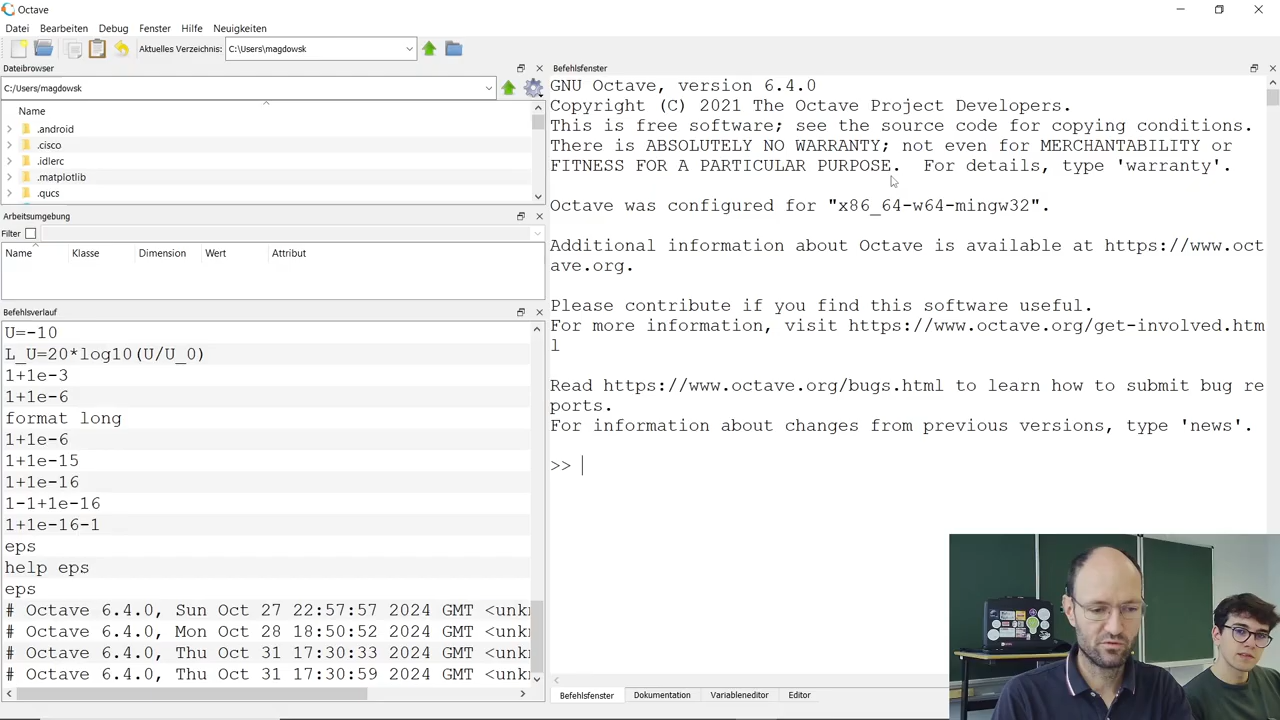 Octave
Datei Bearbeiten Debug Fenster Hilfe Neuigkeiten
Aktuelles Verzeichnis: C:\Users\magdowsk
Dateibrowser
C:/Users/magdowsk
Name
.android
.cisco
.idlerc
.matplotlib
.qucs
Arbeitsumgebung
Filter
Name Klasse Dimension Wert Attribut
Befehlsverlauf
U=-10
L_U=20*log10(U/U_0)
1+1e-3
1+1e-6
format long
1+1e-6
1+1e-15
1+1e-16
1-1+1e-16
1+1e-16-1
eps
help eps
eps
# Octave 6.4.0, Sun Oct 27 22:57:57 2024 GMT <unkn
# Octave 6.4.0, Mon Oct 28 18:50:52 2024 GMT <unkn
# Octave 6.4.0, Thu Oct 31 17:30:33 2024 GMT <unkn
# Octave 6.4.0, Thu Oct 31 17:30:59 2024 GMT <unkn
Befehlsfenster
GNU Octave, version 6.4.0
Copyright (C) 2021 The Octave Project Developers.
This is free software; see the source code for copying conditions.
There is ABSOLUTELY NO WARRANTY; not even for MERCHANTABILITY or
FITNESS FOR A PARTICULAR PURPOSE.  For details, type 'warranty'.
Octave was configured for "x86_64-w64-mingw32".
Additional information about Octave is available at https://www.oct
ave.org.
Please contribute if you find this software useful.
For more information, visit https://www.octave.org/get-involved.htm
l
Read https://www.octave.org/bugs.html to learn how to submit bug re
ports.
For information about changes from previous versions, type 'news'.
>>
Befehlsfenster Dokumentation Variableneditor Editor